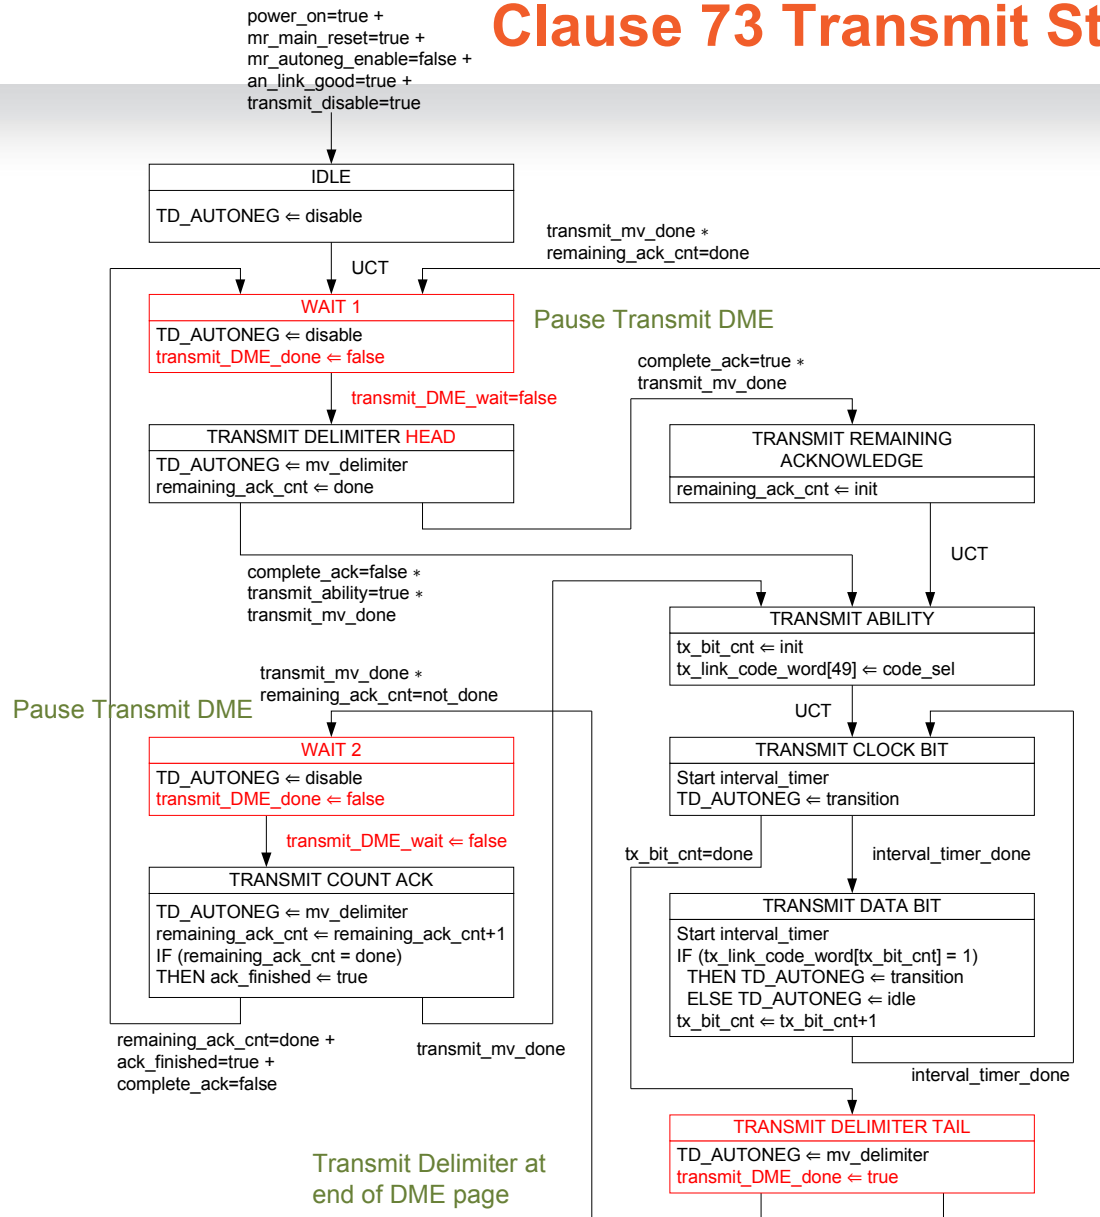 Clause 73 Transmit St
power_on=true +
mr_main_reset=true +
mr_autoneg_enable=false +
an_link_good=true +
transmit_disable=true
IDLE
TD_AUTONEG ⇐ disable
UCT
transmit_mv_done *
remaining_ack_cnt=done
WAIT 1
TD_AUTONEG ⇐ disable
transmit_DME_done ⇐ false
Pause Transmit DME
transmit_DME_wait=false
complete_ack=true *
transmit_mv_done
TRANSMIT DELIMITER HEAD
TD_AUTONEG ⇐ mv_delimiter
remaining_ack_cnt ⇐ done
TRANSMIT REMAINING
ACKNOWLEDGE
remaining_ack_cnt ⇐ init
UCT
complete_ack=false *
transmit_ability=true *
transmit_mv_done
TRANSMIT ABILITY
tx_bit_cnt ⇐ init
tx_link_code_word[49] ⇐ code_sel
transmit_mv_done *
remaining_ack_cnt=not_done
Pause Transmit DME
UCT
WAIT 2
TD_AUTONEG ⇐ disable
transmit_DME_done ⇐ false
TRANSMIT CLOCK BIT
Start interval_timer
TD_AUTONEG ⇐ transition
transmit_DME_wait ⇐ false
tx_bit_cnt=done
interval_timer_done
TRANSMIT COUNT ACK
TD_AUTONEG ⇐ mv_delimiter
remaining_ack_cnt ⇐ remaining_ack_cnt+1
IF (remaining_ack_cnt = done)
THEN ack_finished ⇐ true
TRANSMIT DATA BIT
Start interval_timer
IF (tx_link_code_word[tx_bit_cnt] = 1)
THEN TD_AUTONEG ⇐ transition
ELSE TD_AUTONEG ⇐ idle
tx_bit_cnt ⇐ tx_bit_cnt+1
remaining_ack_cnt=done +
ack_finished=true +
complete_ack=false
transmit_mv_done
interval_timer_done
TRANSMIT DELIMITER TAIL
TD_AUTONEG ⇐ mv_delimiter
transmit_DME_done ⇐ true
Transmit Delimiter at
end of DME page